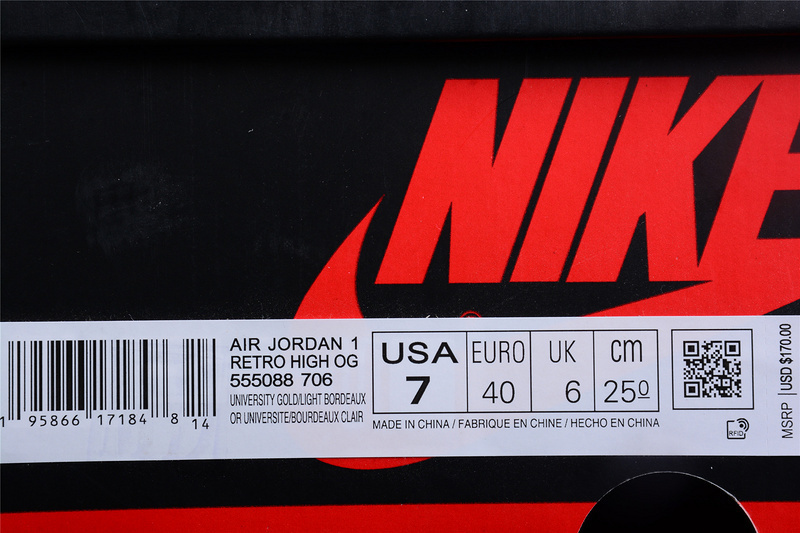 NIKE
AIR JORDAN 1
RETRO HIGH OG
555088 706
UNIVERSITY GOLD/LIGHT BORDEAUX
OR UNIVERSITE/BOURDEAUX CLAIR
1 95866 17184 8 14
USA EURO UK cm
7 40 6 250
MADE IN CHINA / FABRIQUE EN CHINE / HECHO EN CHINA
RFID
MSRP USD $170.00